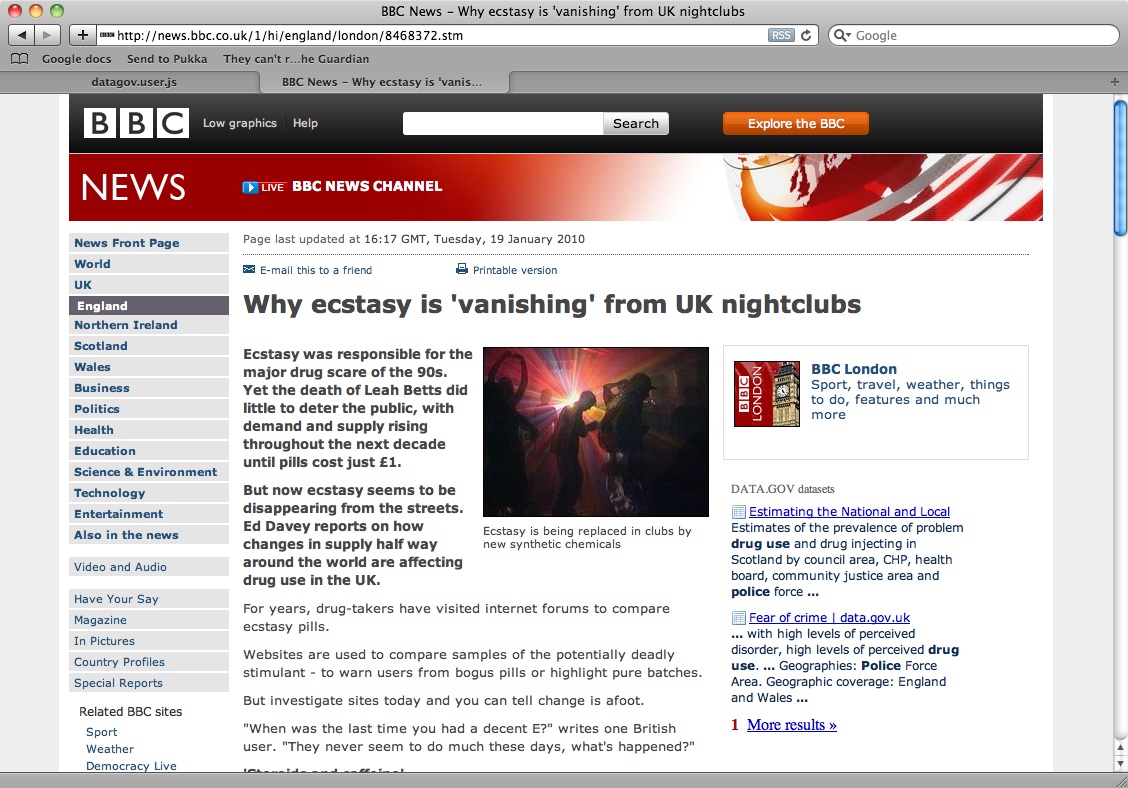 BBC News – Why ecstasy is 'vanishing' from UK nightclubs
http://news.bbc.co.uk/1/hi/england/london/8468372.stm
RSS
Google
Google docs Send to Pukka They can't r...he Guardian
datagov.user.js
BBC News – Why ecstasy is 'vanis...
BBC
Low graphics Help
Search
Explore the BBC
NEWS
LIVE BBC NEWS CHANNEL
News Front Page
World
UK
England
Northern Ireland
Scotland
Wales
Business
Politics
Health
Education
Science & Environment
Technology
Entertainment
Also in the news
Video and Audio
Have Your Say
Magazine
In Pictures
Country Profiles
Special Reports
Related BBC sites
Sport
Weather
Democracy Live
Page last updated at 16:17 GMT, Tuesday, 19 January 2010
E-mail this to a friend
Printable version
Why ecstasy is 'vanishing' from UK nightclubs
Ecstasy was responsible for the
major drug scare of the 90s.
Yet the death of Leah Betts did
little to deter the public, with
demand and supply rising
throughout the next decade
until pills cost just £1.
But now ecstasy seems to be
disappearing from the streets.
Ed Davey reports on how
changes in supply half way
around the world are affecting
drug use in the UK.
Ecstasy is being replaced in clubs by
new synthetic chemicals
For years, drug-takers have visited internet forums to compare
ecstasy pills.
Websites are used to compare samples of the potentially deadly
stimulant - to warn users from bogus pills or highlight pure batches.
But investigate sites today and you can tell change is afoot.
"When was the last time you had a decent E?" writes one British
user. "They never seem to do much these days, what's happened?"
'Steroids and caffeine'
BBC LONDON
BBC London
Sport, travel, weather, things
to do, features and much
more
DATA.GOV datasets
Estimating the National and Local
Estimates of the prevalence of problem
drug use and drug injecting in
Scotland by council area, CHP, health
board, community justice area and
police force ...
Fear of crime | data.gov.uk
... with high levels of perceived
disorder, high levels of perceived drug
use. ... Geographies: Police Force
Area. Geographic coverage: England
and Wales ...
1 More results »